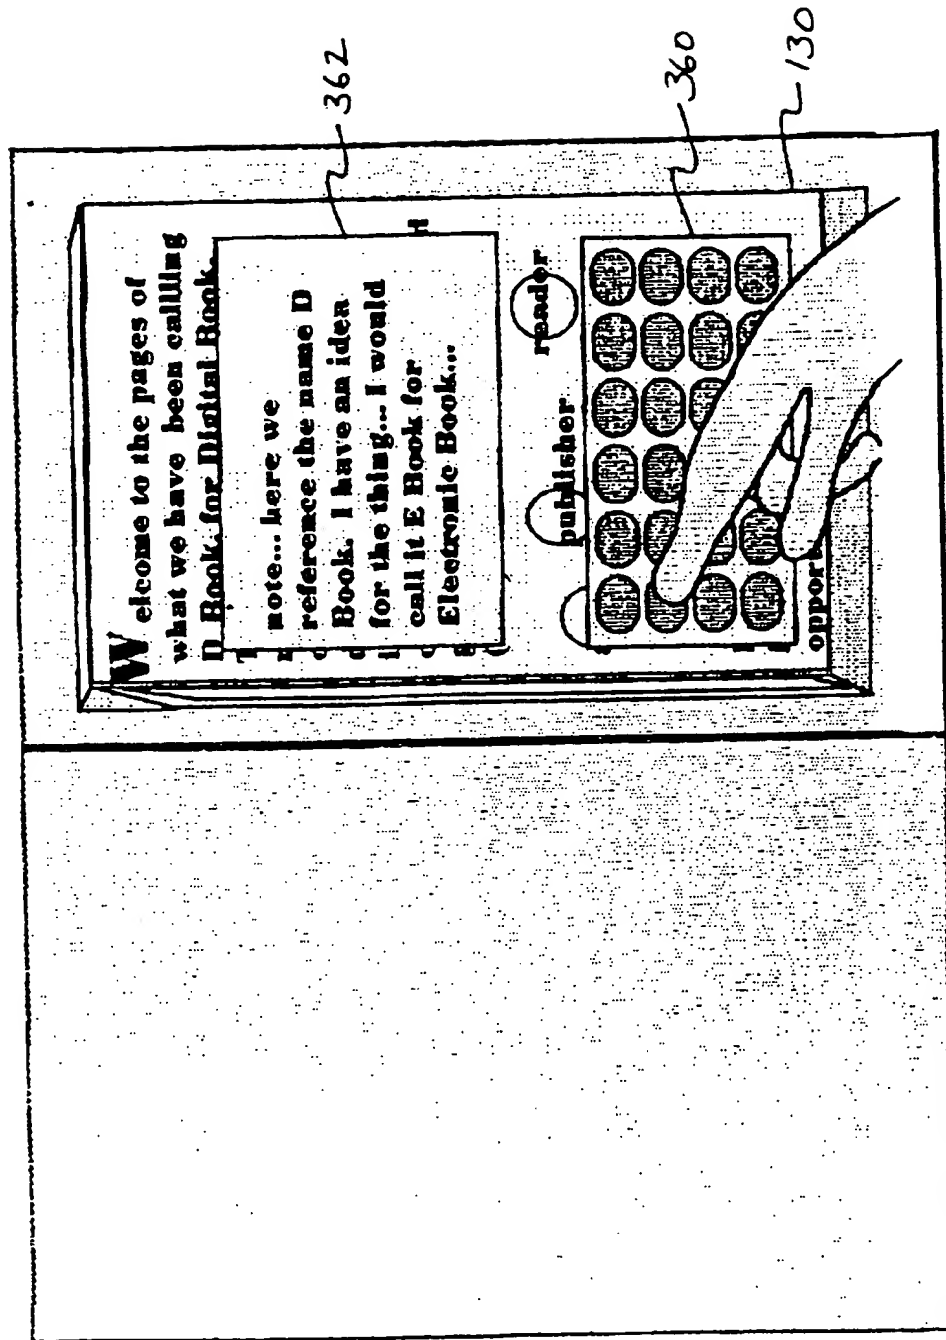 Welcome to the pages of
what we have been callling
D Book, for Digital Book.
note... here we
reference the name D
Book. I have an idea
for the thing... I would
call it E Book for
Electronic Book...
H
publisher
reader
opport
362
360
130